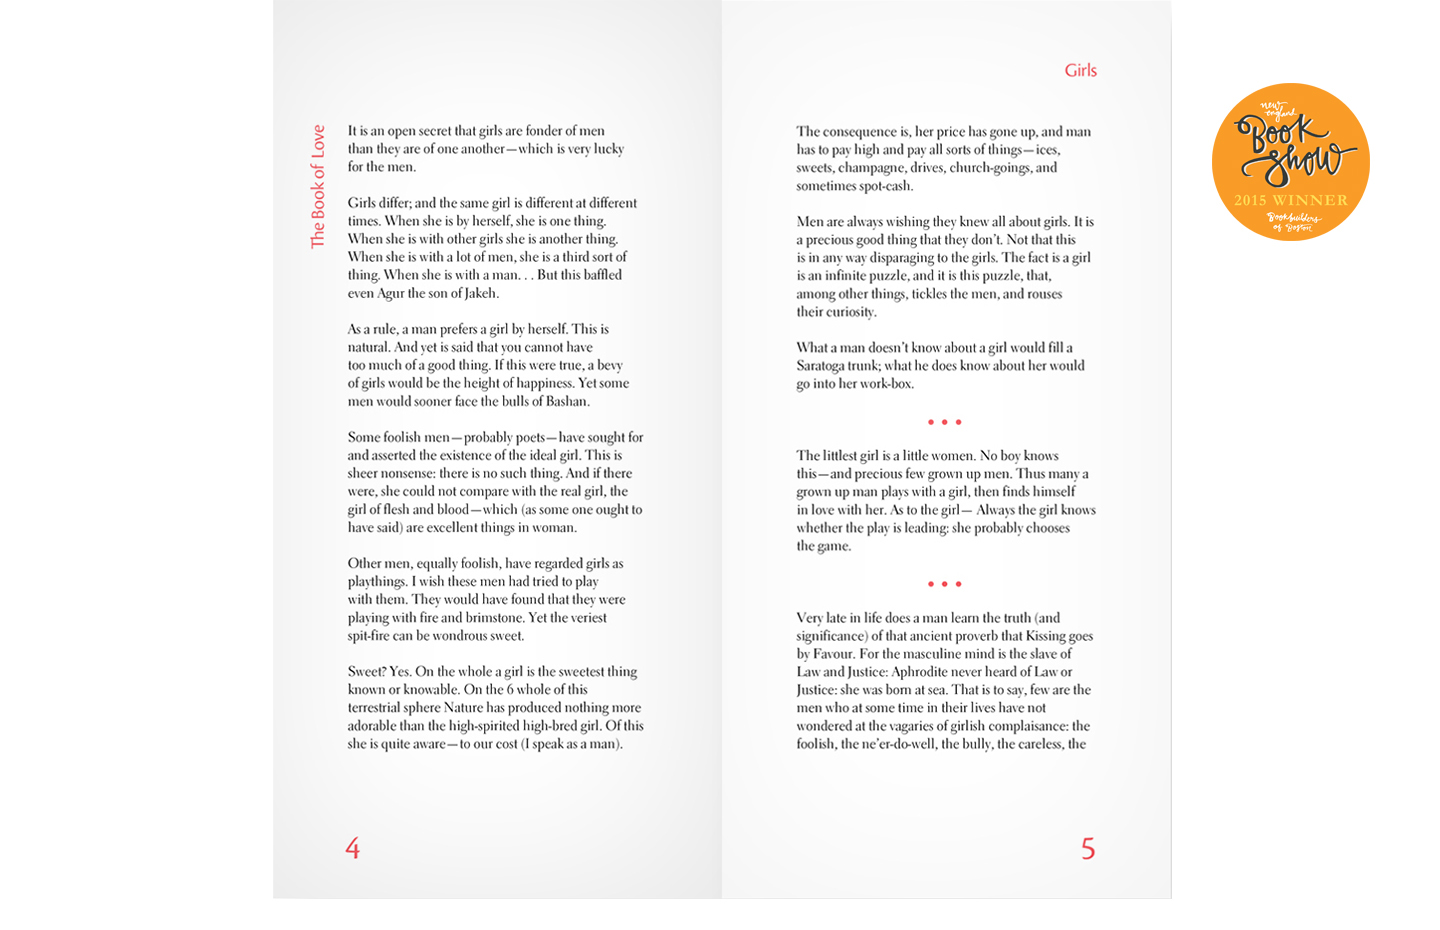 The Book of Love
It is an open secret that girls are fonder of men
than they are of one another—which is very lucky
for the men.
Girls differ; and the same girl is different at different
times. When she is by herself, she is one thing.
When she is with other girls she is another thing.
When she is with a lot of men, she is a third sort of
thing. When she is with a man. . . But this baffled
even Agur the son of Jakeh.
As a rule, a man prefers a girl by herself. This is
natural. And yet is said that you cannot have
too much of a good thing. If this were true, a bevy
of girls would be the height of happiness. Yet some
men would sooner face the bulls of Bashan.
Some foolish men—probably poets—have sought for
and asserted the existence of the ideal girl. This is
sheer nonsense: there is no such thing. And if there
were, she could not compare with the real girl, the
girl of flesh and blood—which (as some one ought to
have said) are excellent things in woman.
Other men, equally foolish, have regarded girls as
playthings. I wish these men had tried to play
with them. They would have found that they were
playing with fire and brimstone. Yet the veriest
spit-fire can be wondrous sweet.
Sweet? Yes. On the whole a girl is the sweetest thing
known or knowable. On the 6 whole of this
terrestrial sphere Nature has produced nothing more
adorable than the high-spirited high-bred girl. Of this
she is quite aware—to our cost (I speak as a man).
4
Girls
The consequence is, her price has gone up, and man
has to pay high and pay all sorts of things—ices,
sweets, champagne, drives, church-goings, and
sometimes spot-cash.
Men are always wishing they knew all about girls. It is
a precious good thing that they don't. Not that this
is in any way disparaging to the girls. The fact is a girl
is an infinite puzzle, and it is this puzzle, that,
among other things, tickles the men, and rouses
their curiosity.
What a man doesn't know about a girl would fill a
Saratoga trunk; what he does know about her would
go into her work-box.
• • •
The littlest girl is a little women. No boy knows
this—and precious few grown up men. Thus many a
grown up man plays with a girl, then finds himself
in love with her. As to the girl— Always the girl knows
whether the play is leading: she probably chooses
the game.
• • •
Very late in life does a man learn the truth (and
significance) of that ancient proverb that Kissing goes
by Favour. For the masculine mind is the slave of
Law and Justice: Aphrodite never heard of Law or
Justice: she was born at sea. That is to say, few are the
men who at some time in their lives have not
wondered at the vagaries of girlish complaisance: the
foolish, the ne'er-do-well, the bully, the careless, the
5
new
england
Book
Show
2015 WINNER
Bookbuilders
of Boston